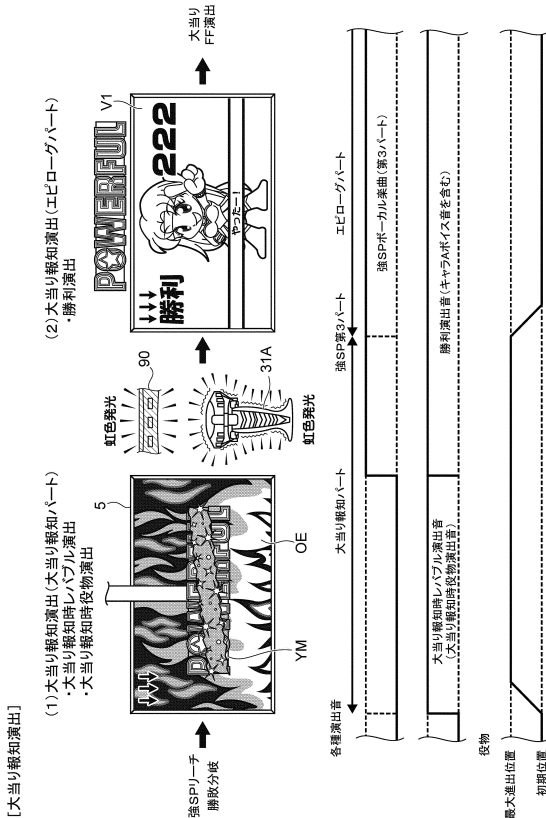 [大当り報知演出]
(1)大当り報知演出(大当り報知パート)
・大当り報知時レバブル演出
・大当り報知時役物演出
強SPリーチ
勝敗分岐
5
POWERFUL
YM
OE
虹色発光
90
31A
虹色発光
(2)大当り報知演出(エピローグパート)
・勝利演出
POWERFUL
V1
勝利
222
やったー!
大当り
FF演出
各種演出音
大当り報知パート
強SP第3パート
エピローグパート
強SPボーカル楽曲(第3パート)
大当り報知時レバブル演出音
(大当り報知時役物演出音)
勝利演出音(キャラAボイス音を含む)
役物
最大進出位置
初期位置